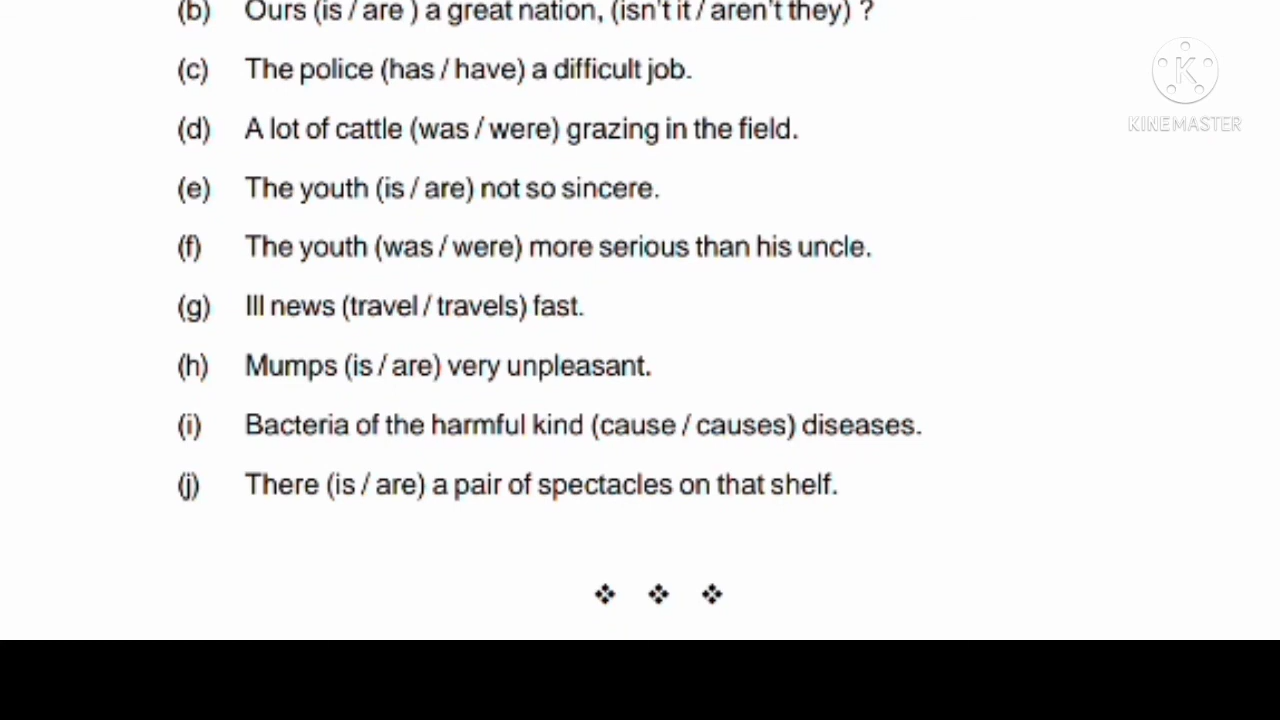 (b) Ours (is / are ) a great nation, (isn't it / aren't they) ?
K
KINEMASTER
(c) The police (has / have) a difficult job.
(d) A lot of cattle (was / were) grazing in the field.
(e) The youth (is / are) not so sincere.
(f) The youth (was / were) more serious than his uncle.
(g) Ill news (travel / travels) fast.
(h) Mumps (is / are) very unpleasant.
(i) Bacteria of the harmful kind (cause / causes) diseases.
(j) There (is / are) a pair of spectacles on that shelf.